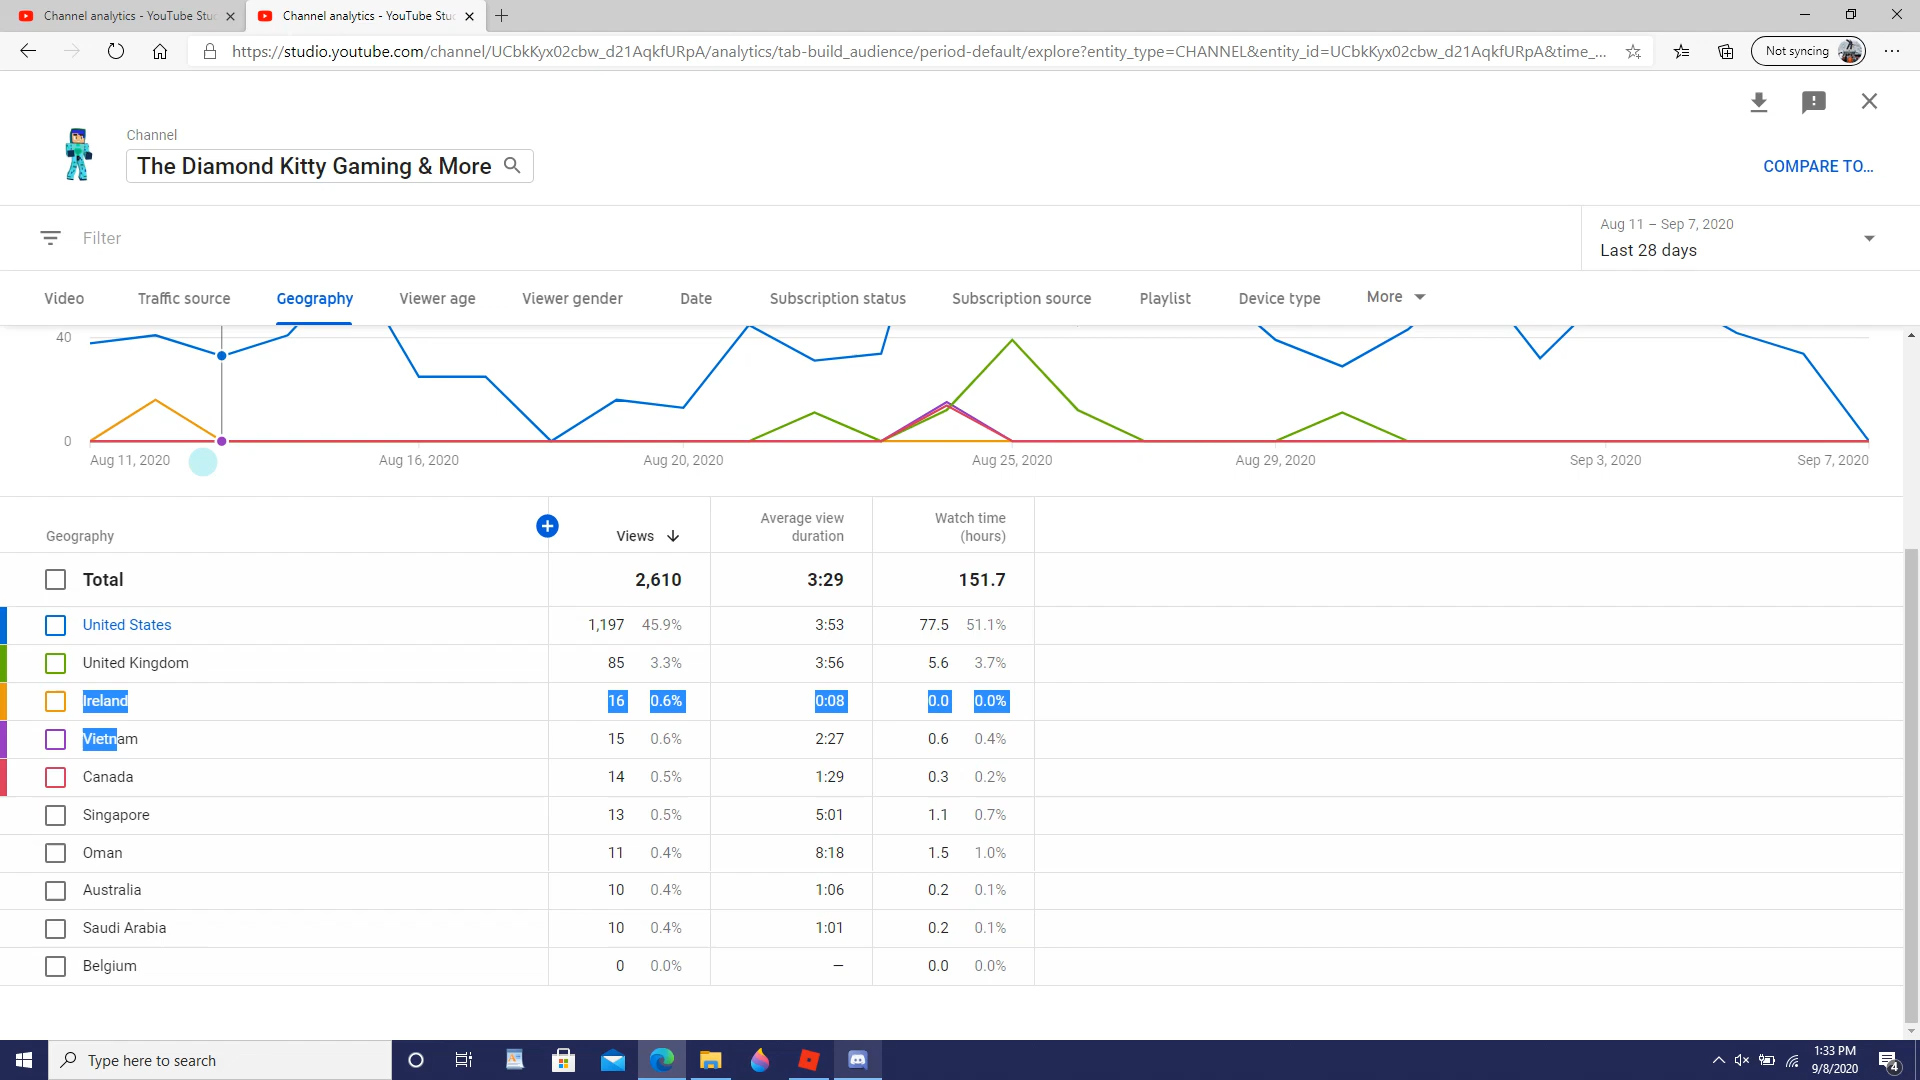 Channel analytics - YouTube Stu
Channel analytics - YouTube Stu
https://studio.youtube.com/channel/UCbkKyx02cbw_d21AqkfURpA/analytics/tab-build_audience/period-default/explore?entity_type=CHANNEL&entity_id=UCbkKyx02cbw_d21AqkfURpA&time_...
Not syncing
Channel
The Diamond Kitty Gaming & More
COMPARE TO...
Filter
Aug 11 – Sep 7, 2020
Last 28 days
Video Traffic source Geography Viewer age Viewer gender Date Subscription status Subscription source Playlist Device type More
40
0
Aug 11, 2020 Aug 16, 2020 Aug 20, 2020 Aug 25, 2020 Aug 29, 2020 Sep 3, 2020 Sep 7, 2020
Geography Views Average view duration Watch time (hours)
Total 2,610 3:29 151.7
United States 1,197 45.9% 3:53 77.5 51.1%
United Kingdom 85 3.3% 3:56 5.6 3.7%
Ireland 16 0.6% 0:08 0.0 0.0%
Vietnam 15 0.6% 2:27 0.6 0.4%
Canada 14 0.5% 1:29 0.3 0.2%
Singapore 13 0.5% 5:01 1.1 0.7%
Oman 11 0.4% 8:18 1.5 1.0%
Australia 10 0.4% 1:06 0.2 0.1%
Saudi Arabia 10 0.4% 1:01 0.2 0.1%
Belgium 0 0.0% — 0.0 0.0%
Type here to search
1:33 PM
9/8/2020
4